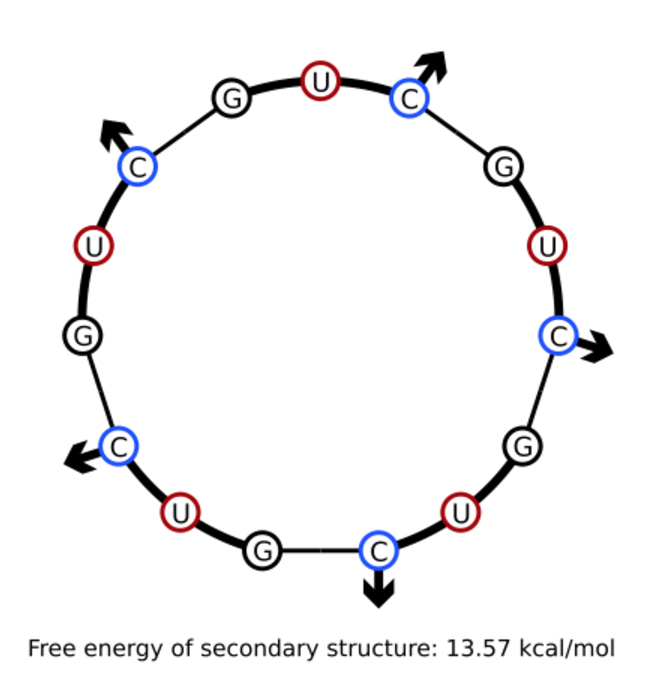 U
G C
C G
U U
G C
C G
U U
G C
Free energy of secondary structure: 13.57 kcal/mol